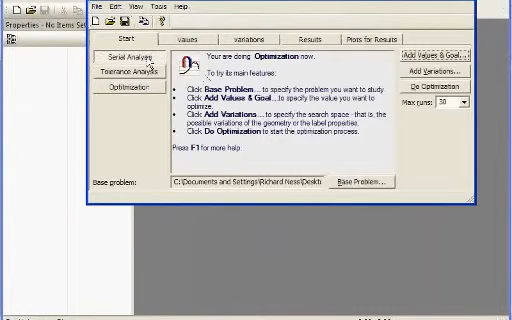 File Edit View Tools Help
Properties - No Items Se
Start values variations Results Plots for Results
Serial Analyses
Tolerance Analysis
Optitmization
You are doing Optimization now.
To try its main features:
Click Base Problem... to specify the problem you want to study
Click Add Values & Goal...to specify the value you want to
optimize.
Click Add Variations...to specify the search space - that is, the
possible variations of the geometry or the label properties.
Click Do Optimization to start the optimization process.
Press F1 for more help
Add Values & Goal...
Add Variations...
Do Optimization
Max runs: 30
Base problem: C:\Documents and Settings\Richard Ness\Deskt Base Problem...